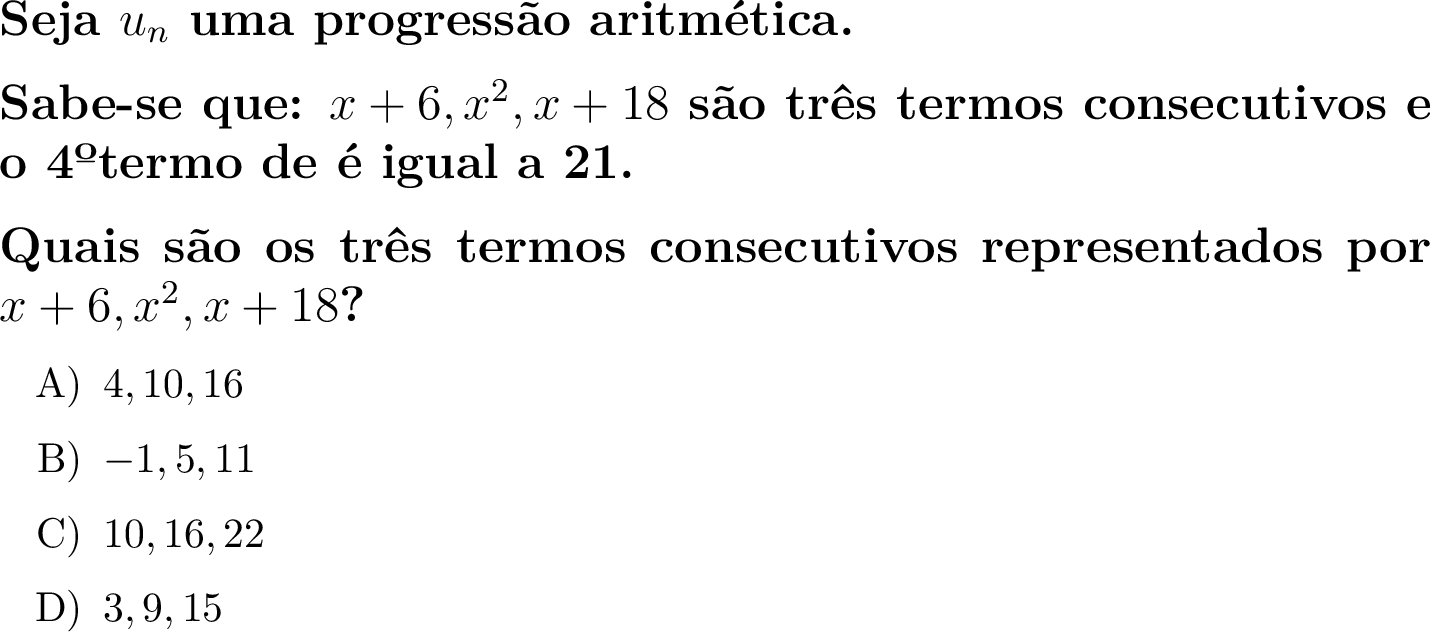 Seja $u_n$ uma progressão aritmética.
Sabe-se que: $x + 6, x^2, x + 18$ são três termos consecutivos e
o 4ºtermo de é igual a 21.
Quais são os três termos consecutivos representados por
$x + 6, x^2, x + 18$?
A) $4, 10, 16$
B) $-1, 5, 11$
C) $10, 16, 22$
D) $3, 9, 15$